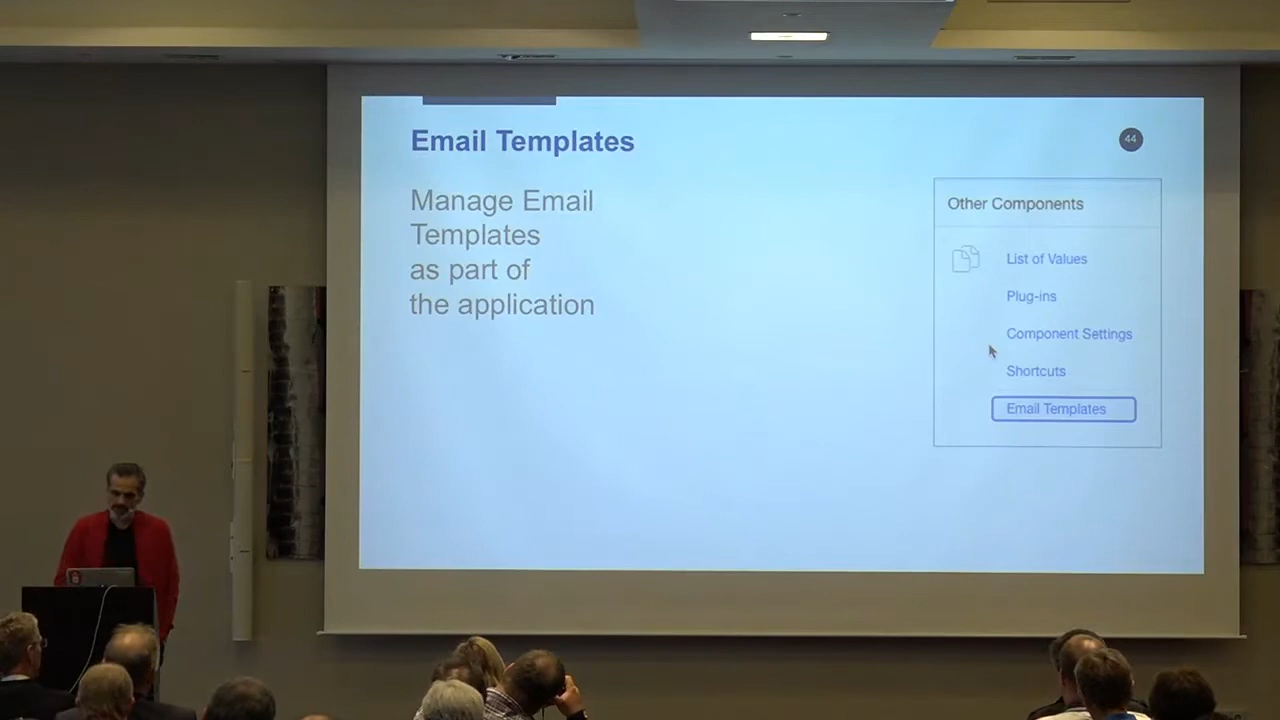 Email Templates
44
Manage Email
Templates
as part of
the application
Other Components
List of Values
Plug-ins
Component Settings
Shortcuts
Email Templates